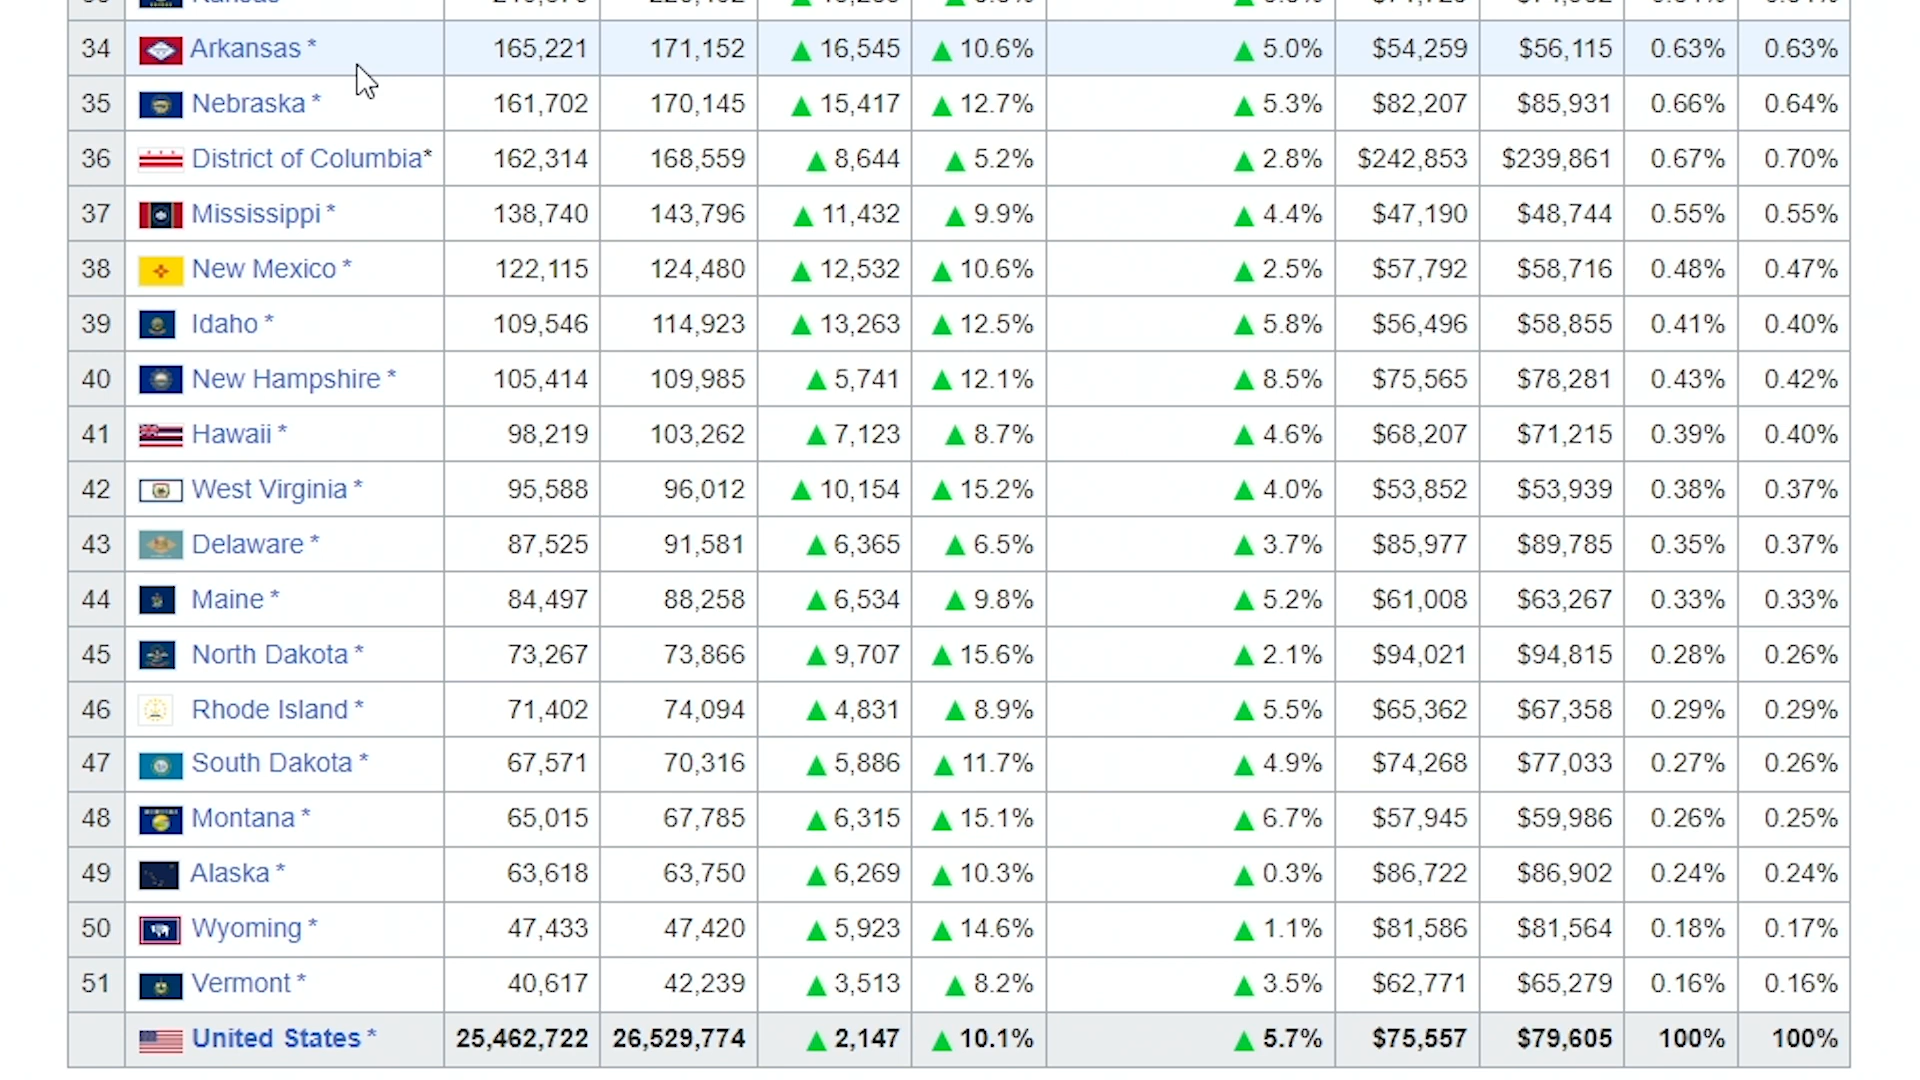 34 Arkansas * 165,221 171,152 ▲ 16,545 ▲ 10.6% ▲ 5.0% $54,259 $56,115 0.63% 0.63%
35 Nebraska * 161,702 170,145 ▲ 15,417 ▲ 12.7% ▲ 5.3% $82,207 $85,931 0.66% 0.64%
36 District of Columbia* 162,314 168,559 ▲ 8,644 ▲ 5.2% ▲ 2.8% $242,853 $239,861 0.67% 0.70%
37 Mississippi * 138,740 143,796 ▲ 11,432 ▲ 9.9% ▲ 4.4% $47,190 $48,744 0.55% 0.55%
38 New Mexico * 122,115 124,480 ▲ 12,532 ▲ 10.6% ▲ 2.5% $57,792 $58,716 0.48% 0.47%
39 Idaho * 109,546 114,923 ▲ 13,263 ▲ 12.5% ▲ 5.8% $56,496 $58,855 0.41% 0.40%
40 New Hampshire * 105,414 109,985 ▲ 5,741 ▲ 12.1% ▲ 8.5% $75,565 $78,281 0.43% 0.42%
41 Hawaii * 98,219 103,262 ▲ 7,123 ▲ 8.7% ▲ 4.6% $68,207 $71,215 0.39% 0.40%
42 West Virginia * 95,588 96,012 ▲ 10,154 ▲ 15.2% ▲ 4.0% $53,852 $53,939 0.38% 0.37%
43 Delaware * 87,525 91,581 ▲ 6,365 ▲ 6.5% ▲ 3.7% $85,977 $89,785 0.35% 0.37%
44 Maine * 84,497 88,258 ▲ 6,534 ▲ 9.8% ▲ 5.2% $61,008 $63,267 0.33% 0.33%
45 North Dakota * 73,267 73,866 ▲ 9,707 ▲ 15.6% ▲ 2.1% $94,021 $94,815 0.28% 0.26%
46 Rhode Island * 71,402 74,094 ▲ 4,831 ▲ 8.9% ▲ 5.5% $65,362 $67,358 0.29% 0.29%
47 South Dakota * 67,571 70,316 ▲ 5,886 ▲ 11.7% ▲ 4.9% $74,268 $77,033 0.27% 0.26%
48 Montana * 65,015 67,785 ▲ 6,315 ▲ 15.1% ▲ 6.7% $57,945 $59,986 0.26% 0.25%
49 Alaska * 63,618 63,750 ▲ 6,269 ▲ 10.3% ▲ 0.3% $86,722 $86,902 0.24% 0.24%
50 Wyoming * 47,433 47,420 ▲ 5,923 ▲ 14.6% ▲ 1.1% $81,586 $81,564 0.18% 0.17%
51 Vermont * 40,617 42,239 ▲ 3,513 ▲ 8.2% ▲ 3.5% $62,771 $65,279 0.16% 0.16%
United States * 25,462,722 26,529,774 ▲ 2,147 ▲ 10.1% ▲ 5.7% $75,557 $79,605 100% 100%